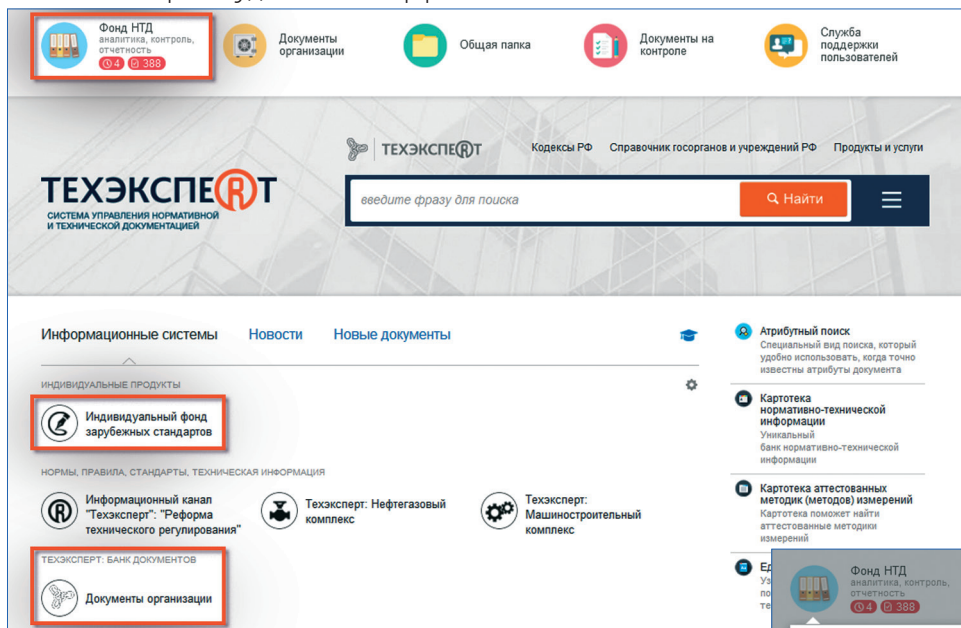 Фонд НТД
аналитика, контроль,
отчетность
4 388
Документы
организации
Общая папка
Документы на
контроле
Служба
поддержки
пользователей
ТЕХЭКСПЕRТ
Кодексы РФ Справочник госорганов и учреждений РФ Продукты и услуги
ТЕХЭКСПЕRТ
СИСТЕМА УПРАВЛЕНИЯ НОРМАТИВНОЙ
И ТЕХНИЧЕСКОЙ ДОКУМЕНТАЦИЕЙ
введите фразу для поиска
Найти
Информационные системы Новости Новые документы
ИНДИВИДУАЛЬНЫЕ ПРОДУКТЫ
Индивидуальный фонд
зарубежных стандартов
НОРМЫ, ПРАВИЛА, СТАНДАРТЫ, ТЕХНИЧЕСКАЯ ИНФОРМАЦИЯ
Информационный канал
"Техэксперт": "Реформа
технического регулирования"
Техэксперт: Нефтегазовый
комплекс
Техэксперт:
Машиностроительный
комплекс
ТЕХЭКСПЕРТ: БАНК ДОКУМЕНТОВ
Документы организации
Атрибутный поиск
Специальный вид поиска, который
удобно использовать, когда точно
известны атрибуты документа
Картотека
нормативно-технической
информации
Уникальный
банк нормативно-технической
информации
Картотека аттестованных
методик (методов) измерений
Картотека поможет найти
аттестованные методики
измерений
Фонд НТД
аналитика, контроль,
отчетность
4 388